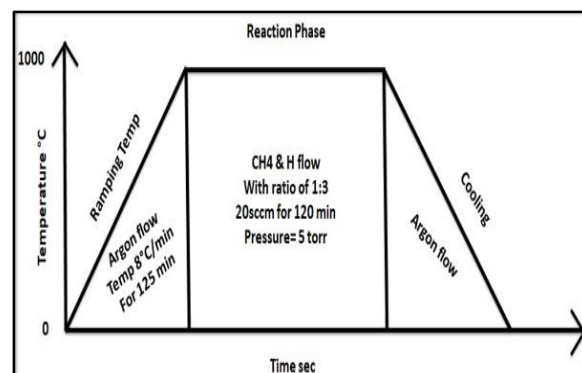 Reaction Phase
1000
Temperature °C
Ramping Temp
Argon flow
Temp 8°C/min
For 125 min
CH4 & H flow
With ratio of 1:3
20sccm for 120 min
Pressure= 5 torr
Cooling
Argon flow
0
Time sec